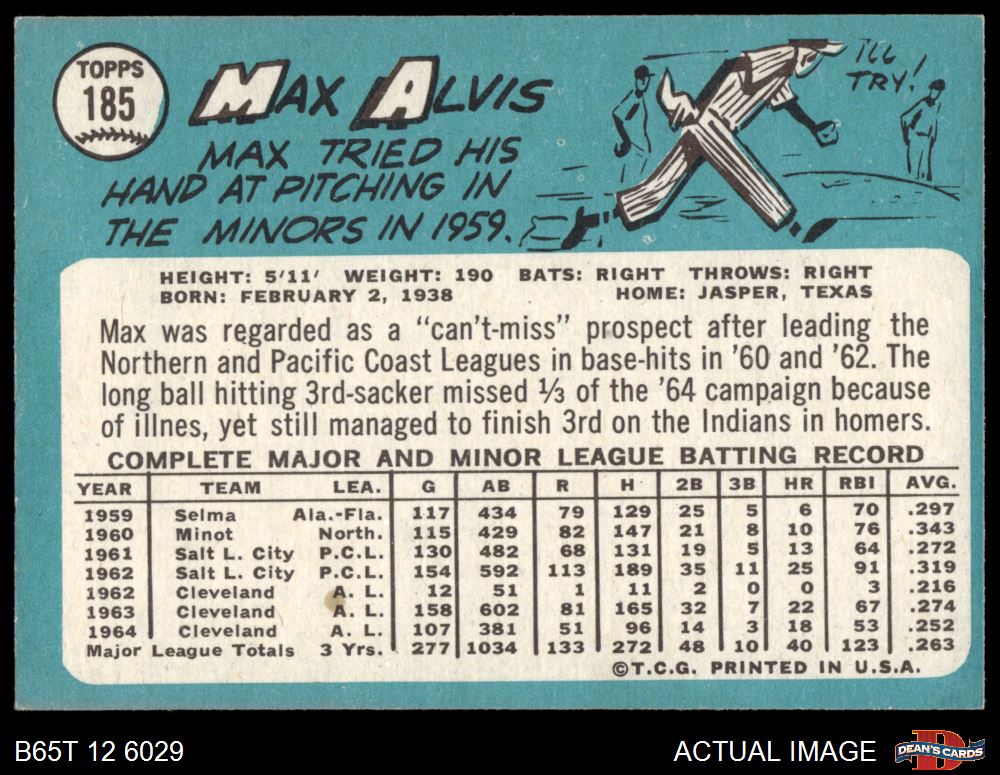 TOPPS
185
MAX ALVIS
MAX TRIED HIS
HAND AT PITCHING IN
THE MINORS IN 1959.
I'LL
TRY!
HEIGHT: 5'11' WEIGHT: 190 BATS: RIGHT THROWS: RIGHT
BORN: FEBRUARY 2, 1938 HOME: JASPER, TEXAS
Max was regarded as a "can't-miss" prospect after leading the
Northern and Pacific Coast Leagues in base-hits in '60 and '62. The
long ball hitting 3rd-sacker missed ⅓ of the '64 campaign because
of illnes, yet still managed to finish 3rd on the Indians in homers.
COMPLETE MAJOR AND MINOR LEAGUE BATTING RECORD
YEAR TEAM LEA. G AB R H 2B 3B HR RBI AVG.
1959 Selma Ala.-Fla. 117 434 79 129 25 5 6 70 .297
1960 Minot North. 115 429 82 147 21 8 10 76 .343
1961 Salt L. City P.C.L. 130 482 68 131 19 5 13 64 .272
1962 Salt L. City P.C.L. 154 592 113 189 35 11 25 91 .319
1962 Cleveland A. L. 12 51 1 11 2 0 0 3 .216
1963 Cleveland A. L. 158 602 81 165 32 7 22 67 .274
1964 Cleveland A. L. 107 381 51 96 14 3 18 53 .252
Major League Totals 3 Yrs. 277 1034 133 272 48 10 40 123 .263
©T.C.G. PRINTED IN U.S.A.
B65T 12 6029 ACTUAL IMAGE DEAN'S CARDS